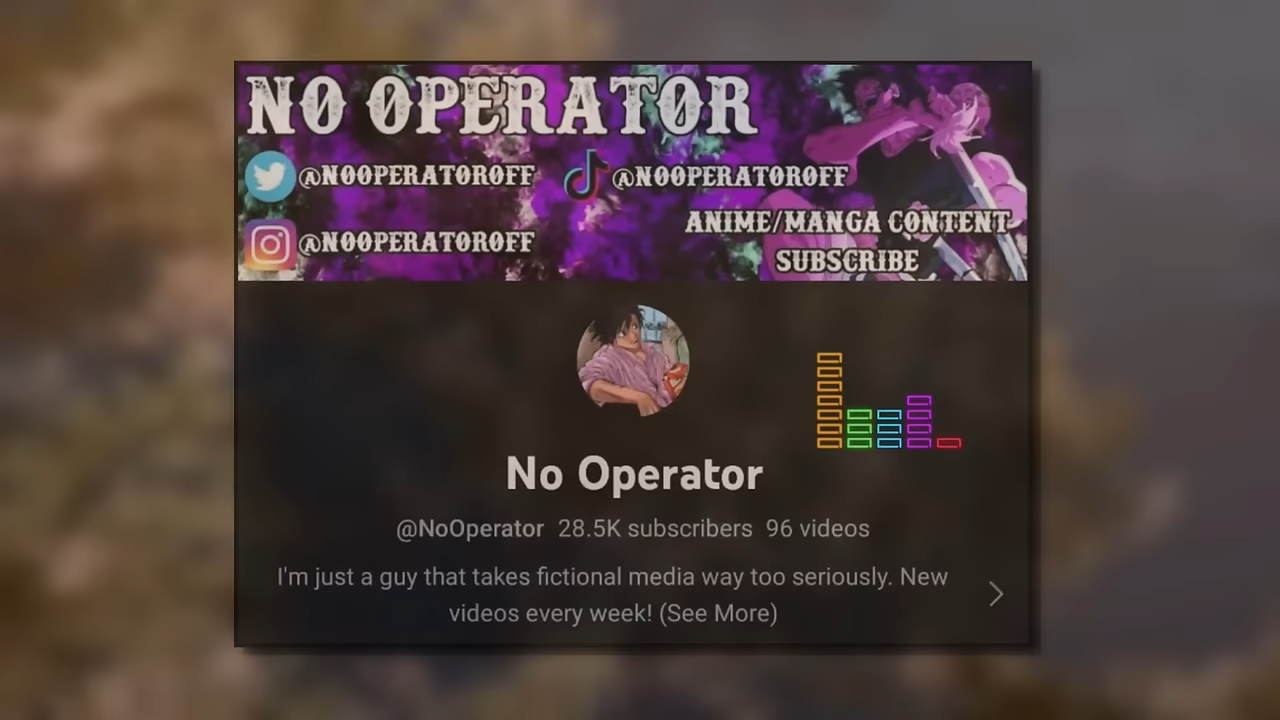 NO OPERATOR
@NOOPERATOROFF @NOOPERATOROFF
@NOOPERATOROFF
ANIME/MANGA CONTENT
SUBSCRIBE
No Operator
@NoOperator 28.5K subscribers 96 videos
I'm just a guy that takes fictional media way too seriously. New
videos every week! (See More)